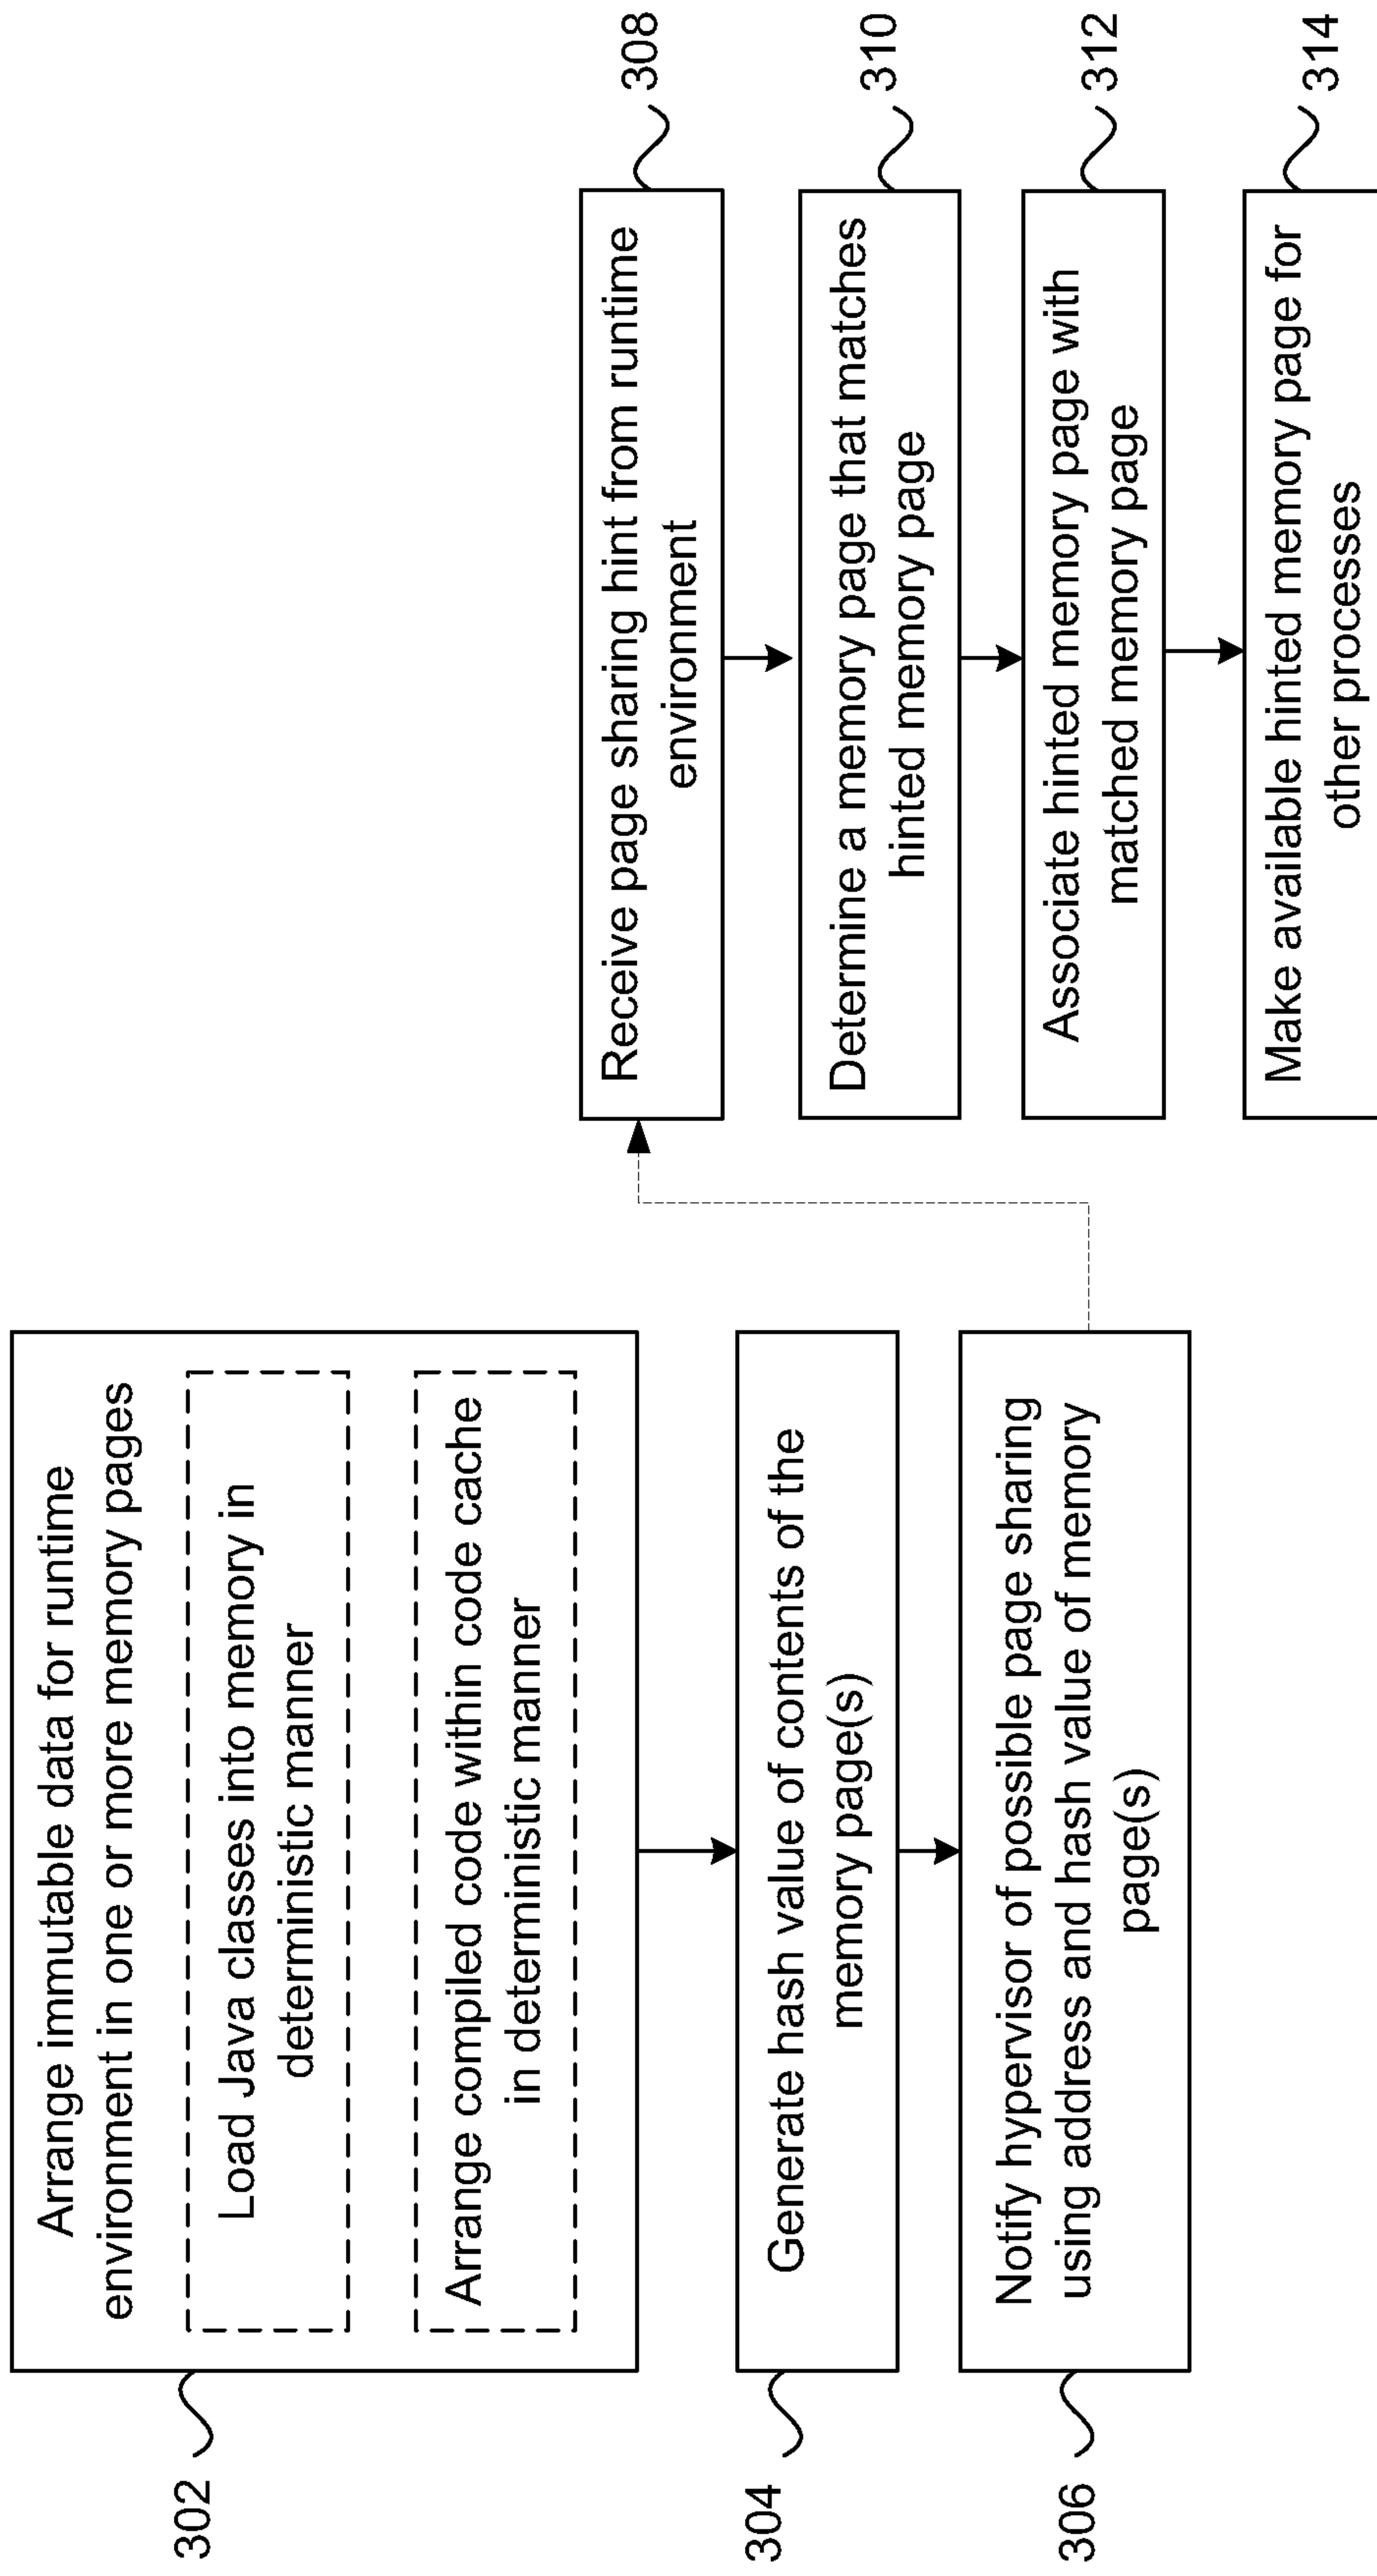 302
Arrange immutable data for runtime
environment in one or more memory pages
Load Java classes into memory in
deterministic manner
Arrange compiled code within code cache
in deterministic manner
304
Generate hash value of contents of the
memory page(s)
306
Notify hypervisor of possible page sharing
using address and hash value of memory
page(s)
Receive page sharing hint from runtime
environment
308
Determine a memory page that matches
hinted memory page
310
Associate hinted memory page with
matched memory page
312
Make available hinted memory page for
other processes
314